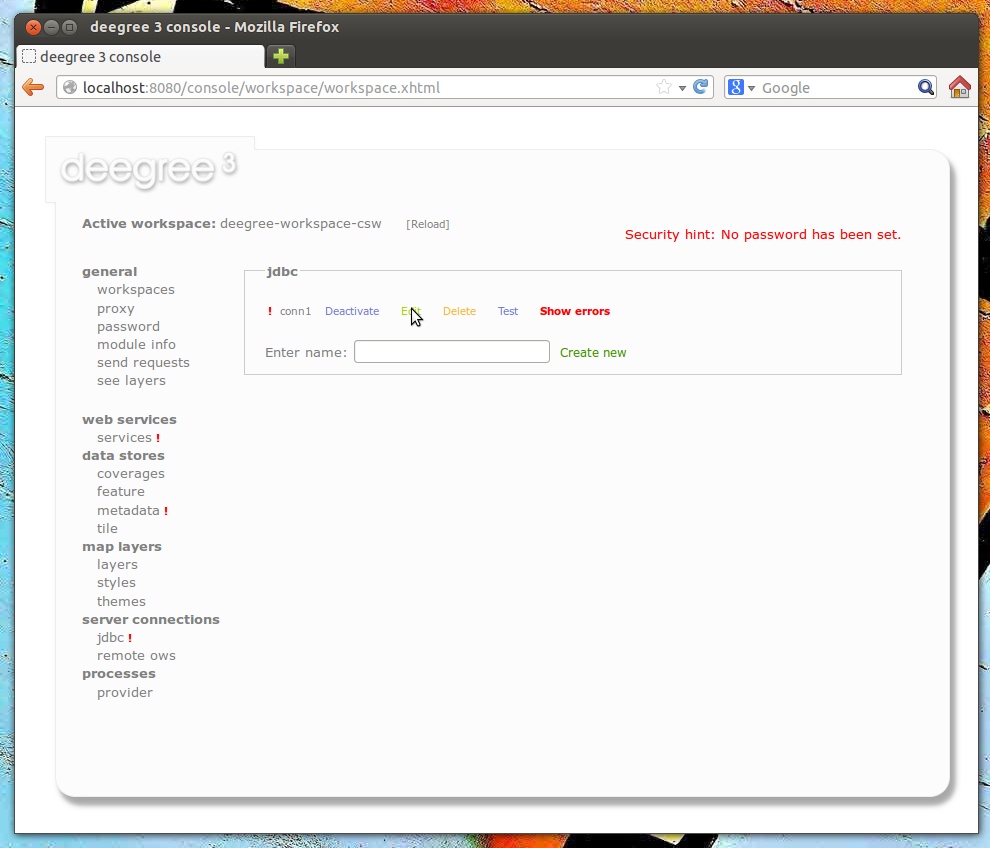 deegree 3 console - Mozilla Firefox
deegree 3 console
localhost:8080/console/workspace/workspace.xhtml
Google
deegree 3
Active workspace: deegree-workspace-csw [Reload]
Security hint: No password has been set.
general
workspaces
proxy
password
module info
send requests
see layers
web services
services !
data stores
coverages
feature
metadata !
tile
map layers
layers
styles
themes
server connections
jdbc !
remote ows
processes
provider
jdbc
! conn1 Deactivate Edit Delete Test Show errors
Enter name: Create new